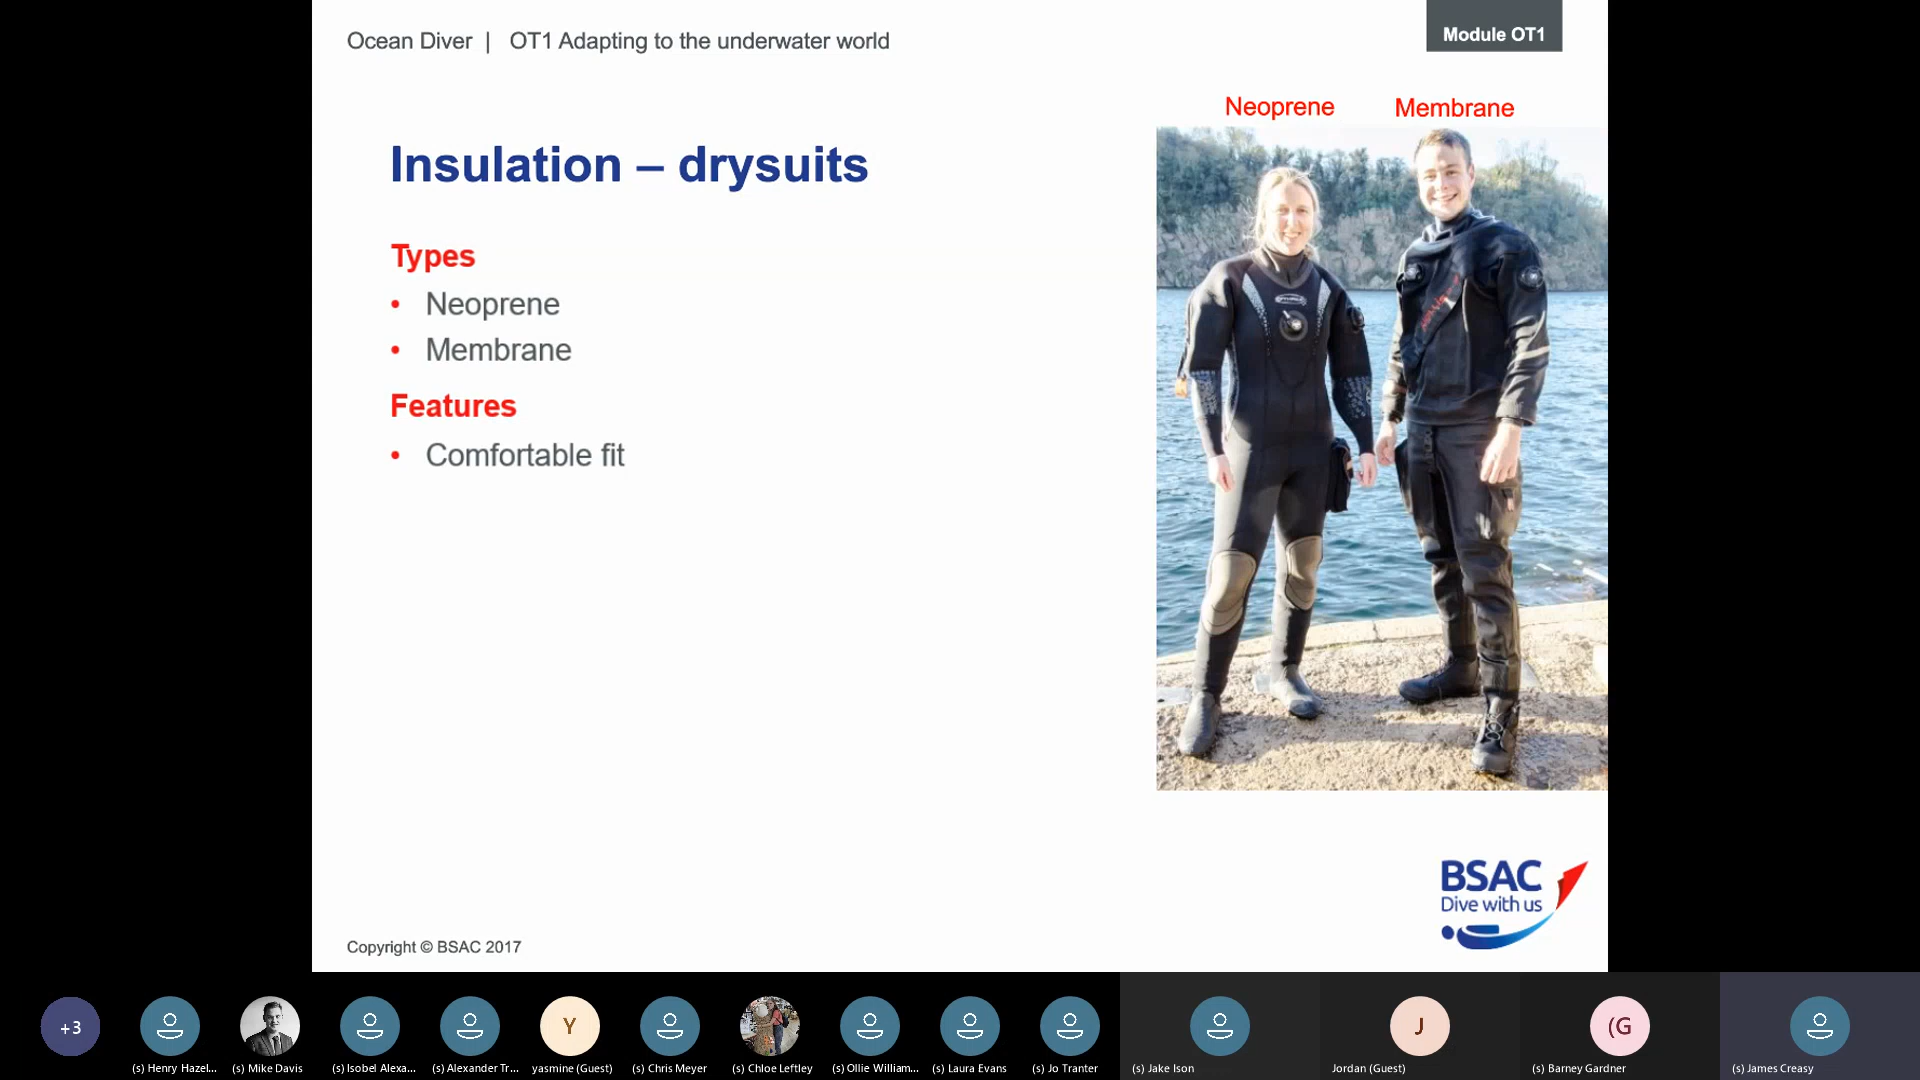 Ocean Diver | OT1 Adapting to the underwater world
Module OT1
Neoprene Membrane
Insulation – drysuits
Types
• Neoprene
• Membrane
Features
• Comfortable fit
BSAC
Dive with us
Copyright © BSAC 2017
+3
Y
J
(G
(s) Henry Hazel...
(s) Mike Davis
(s) Isobel Alexa...
(s) Alexander Tr...
yasmine (Guest)
(s) Chris Meyer
(s) Chloe Leftley
(s) Ollie William...
(s) Laura Evans
(s) Jo Tranter
(s) Jake Ison
Jordan (Guest)
(s) Barney Gardner
(s) James Creasy